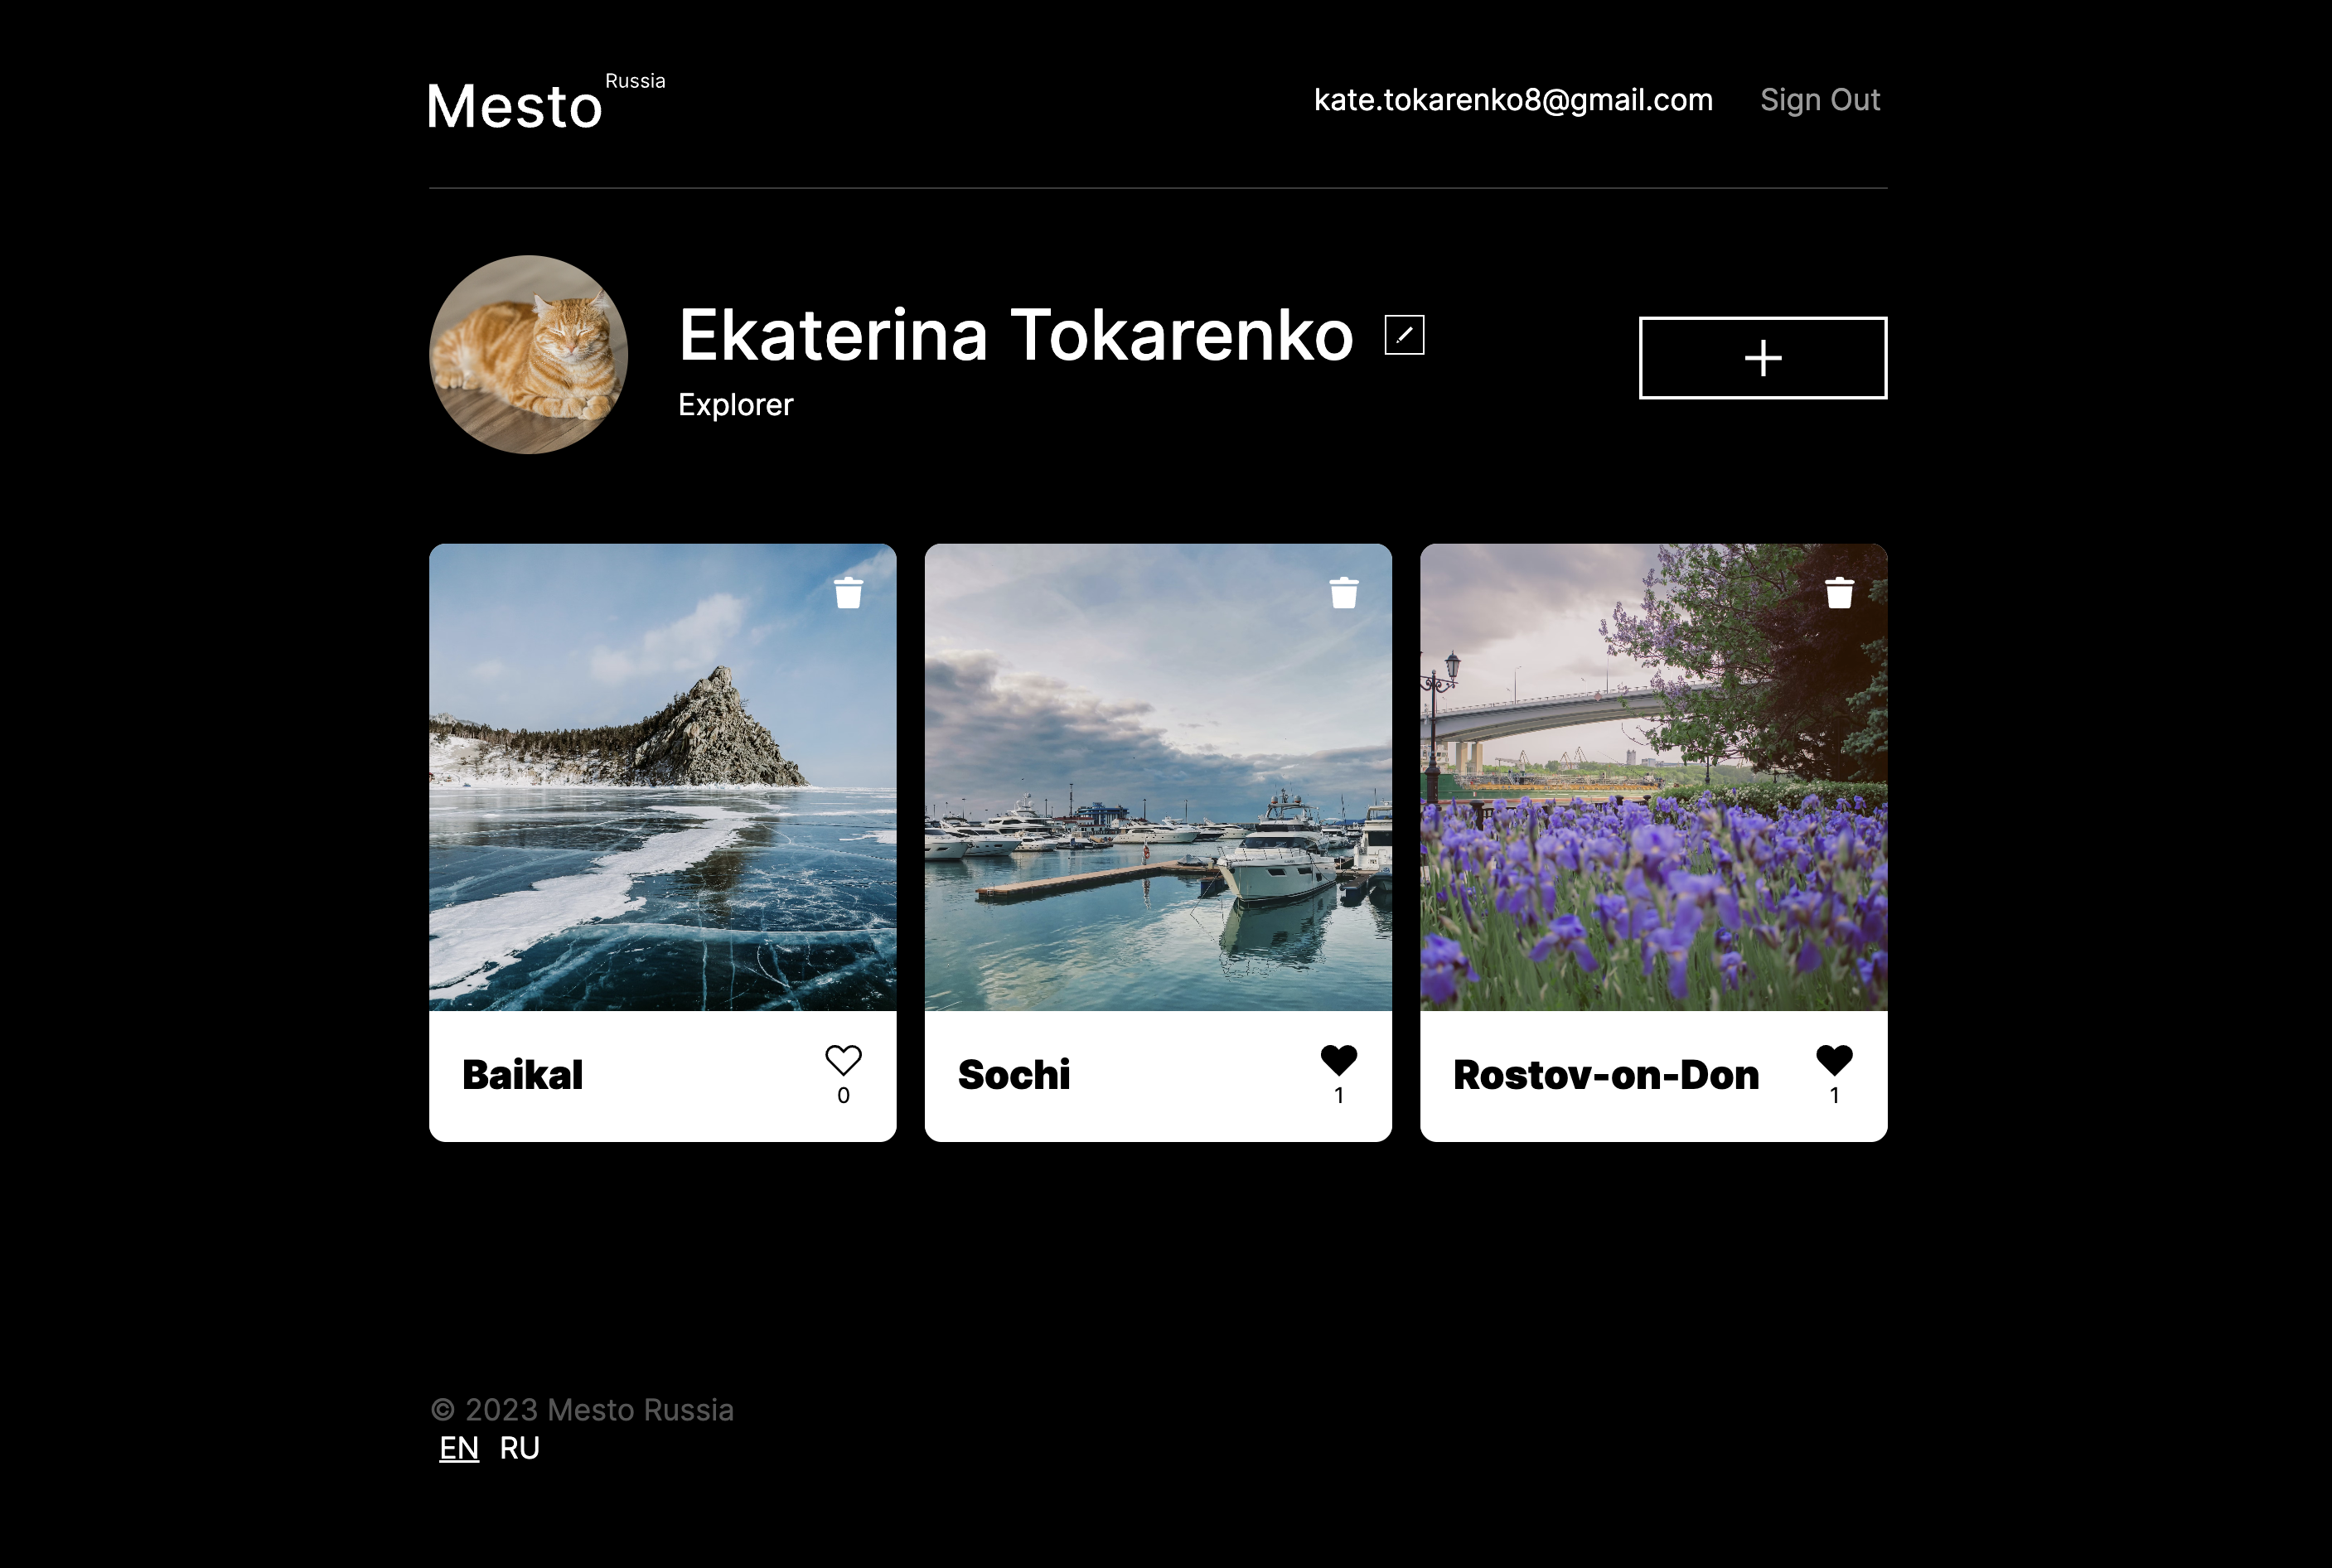 Mesto Russia
kate.tokarenko8@gmail.com Sign Out
Ekaterina Tokarenko
Explorer
Baikal
0
Sochi
1
Rostov-on-Don
1
© 2023 Mesto Russia
EN RU